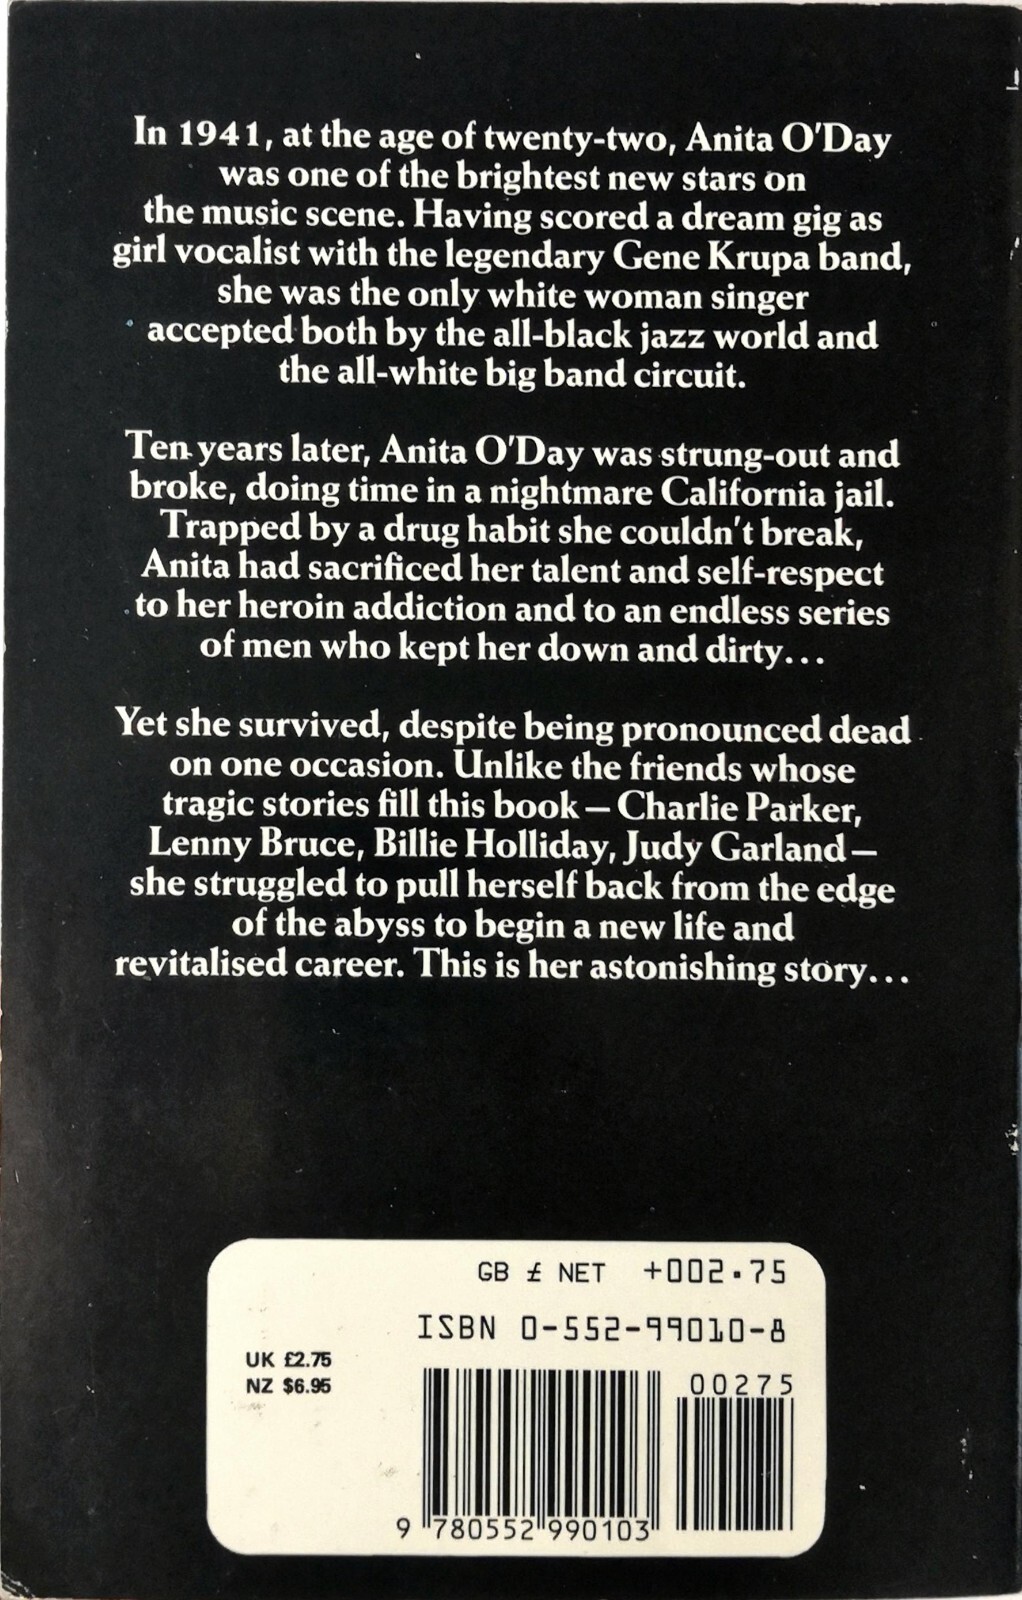 In 1941, at the age of twenty-two, Anita O'Day
was one of the brightest new stars on
the music scene. Having scored a dream gig as
girl vocalist with the legendary Gene Krupa band,
she was the only white woman singer
accepted both by the all-black jazz world and
the all-white big band circuit.
Ten years later, Anita O'Day was strung-out and
broke, doing time in a nightmare California jail.
Trapped by a drug habit she couldn't break,
Anita had sacrificed her talent and self-respect
to her heroin addiction and to an endless series
of men who kept her down and dirty...
Yet she survived, despite being pronounced dead
on one occasion. Unlike the friends whose
tragic stories fill this book – Charlie Parker,
Lenny Bruce, Billie Holliday, Judy Garland –
she struggled to pull herself back from the edge
of the abyss to begin a new life and
revitalised career. This is her astonishing story...
GB £ NET +002.75
ISBN 0-552-99010-8
UK £2.75
NZ $6.95
00275
9 780552 990103